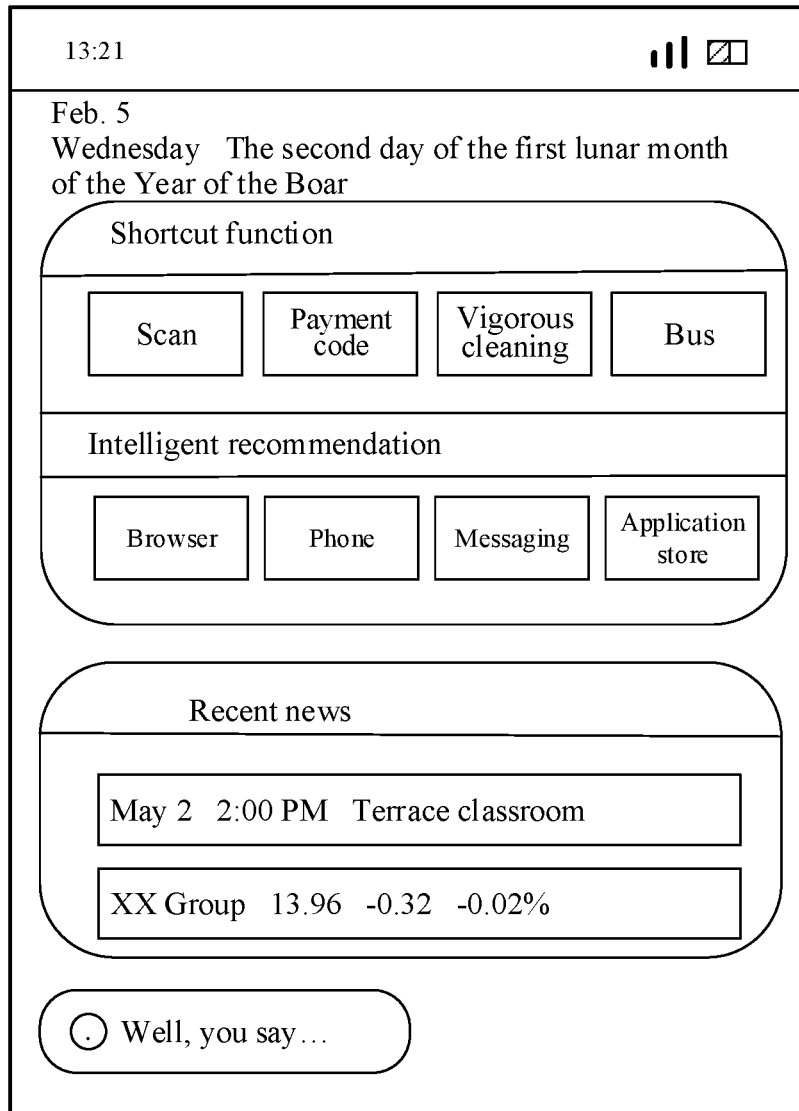 13:21
Feb. 5
Wednesday The second day of the first lunar month
of the Year of the Boar
Shortcut function
Scan
Payment
code
Vigorous
cleaning
Bus
Intelligent recommendation
Browser
Phone
Messaging
Application
store
Recent news
May 2 2:00 PM Terrace classroom
XX Group 13.96 -0.32 -0.02%
Well, you say…